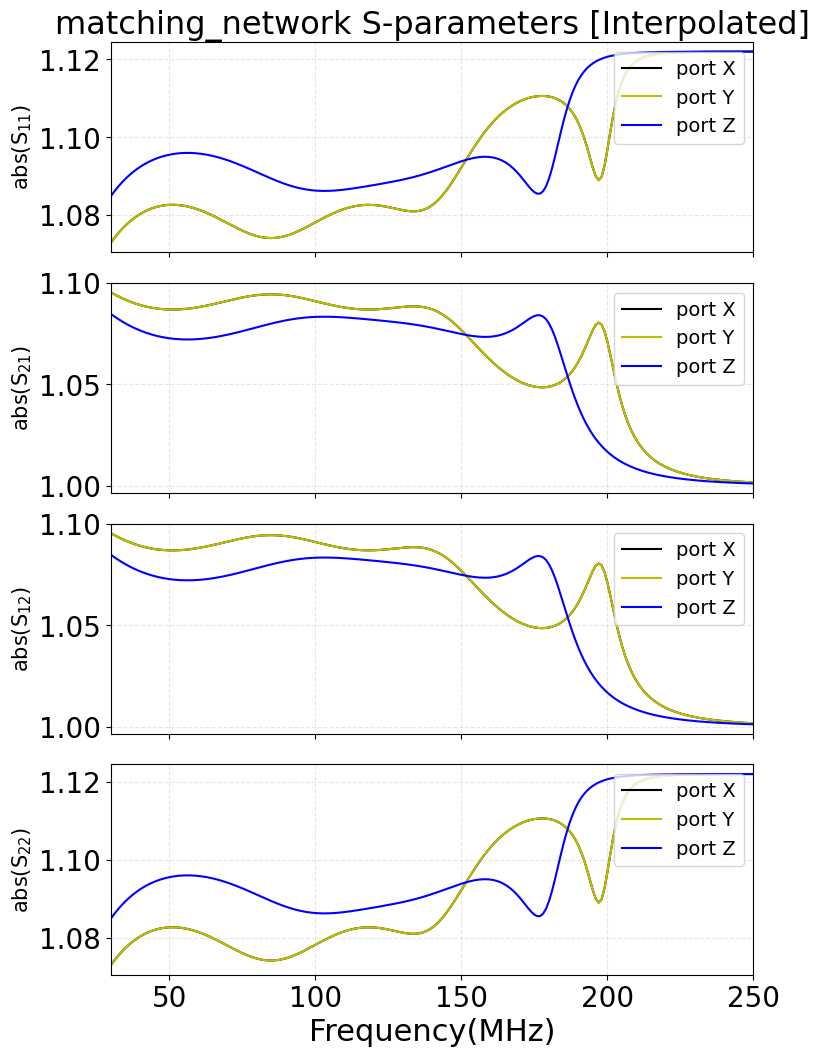 matching_network S-parameters [Interpolated]
1.12
1.10
1.08
abs(S11)
port X
port Y
port Z
1.10
1.05
1.00
abs(S21)
port X
port Y
port Z
1.10
1.05
1.00
abs(S12)
port X
port Y
port Z
1.12
1.10
1.08
abs(S22)
port X
port Y
port Z
50 100 150 200 250
Frequency(MHz)